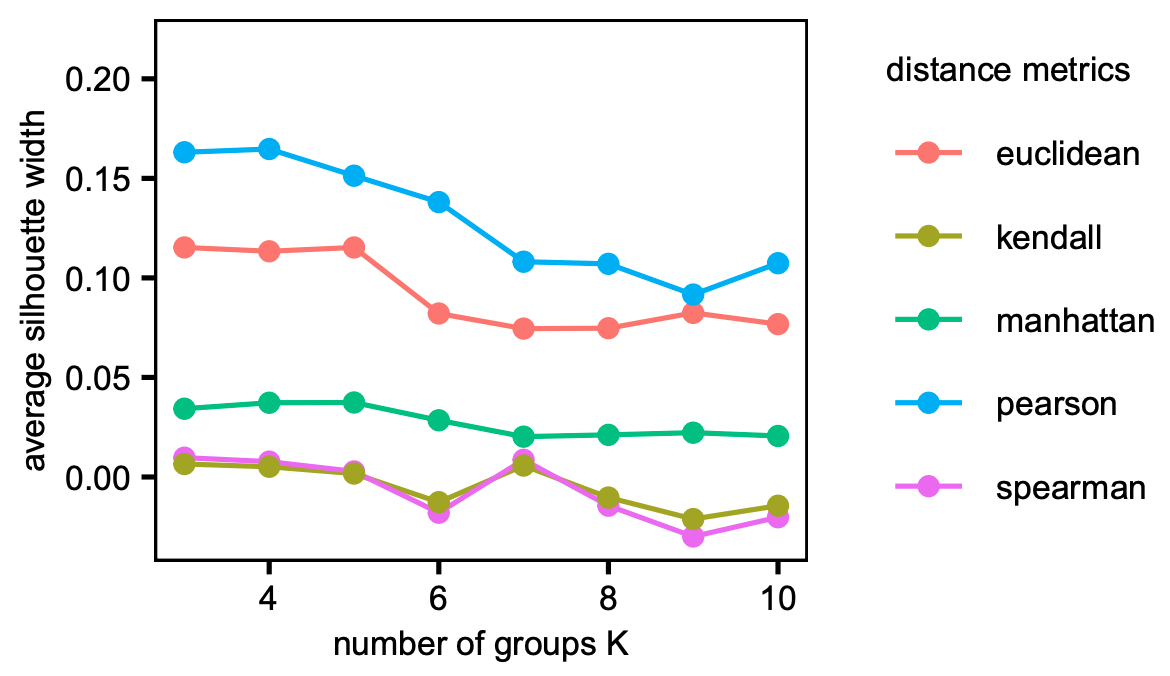 average silhouette width
0.20
0.15
0.10
0.05
0.00
4 6 8 10
number of groups K
distance metrics
euclidean
kendall
manhattan
pearson
spearman